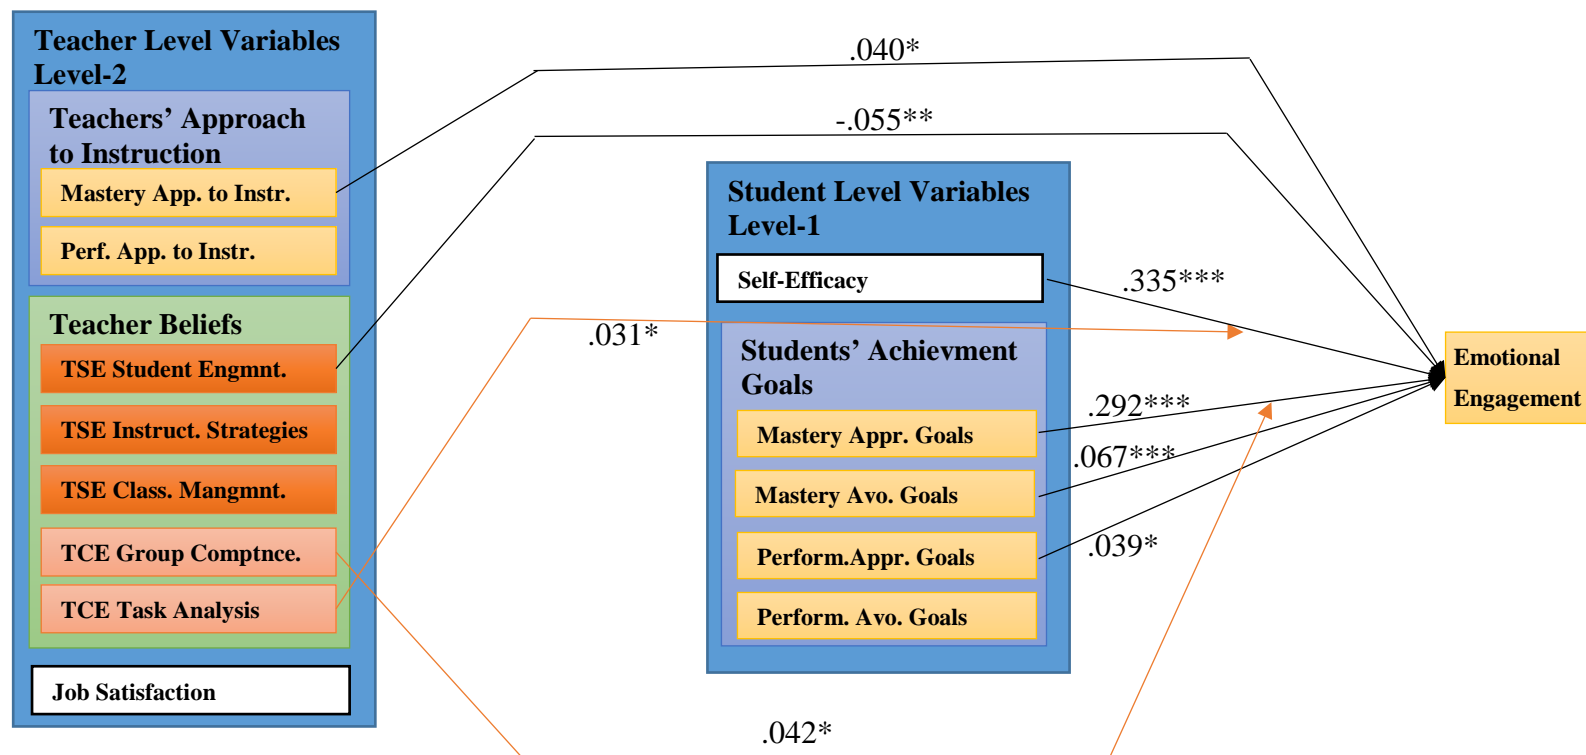 Teacher Level Variables
Level-2
Teachers’ Approach
to Instruction
Mastery App. to Instr.
Perf. App. to Instr.
Teacher Beliefs
TSE Student Engmnt.
TSE Instruct. Strategies
TSE Class. Mangmnt.
TCE Group Comptnce.
TCE Task Analysis
Job Satisfaction
.040*
-.055**
.031*
.042*
Student Level Variables
Level-1
Self-Efficacy
Students’ Achievment
Goals
Mastery Appr. Goals
Mastery Avo. Goals
Perform.Appr. Goals
Perform. Avo. Goals
.335***
.292***
.067***
.039*
Emotional
Engagement